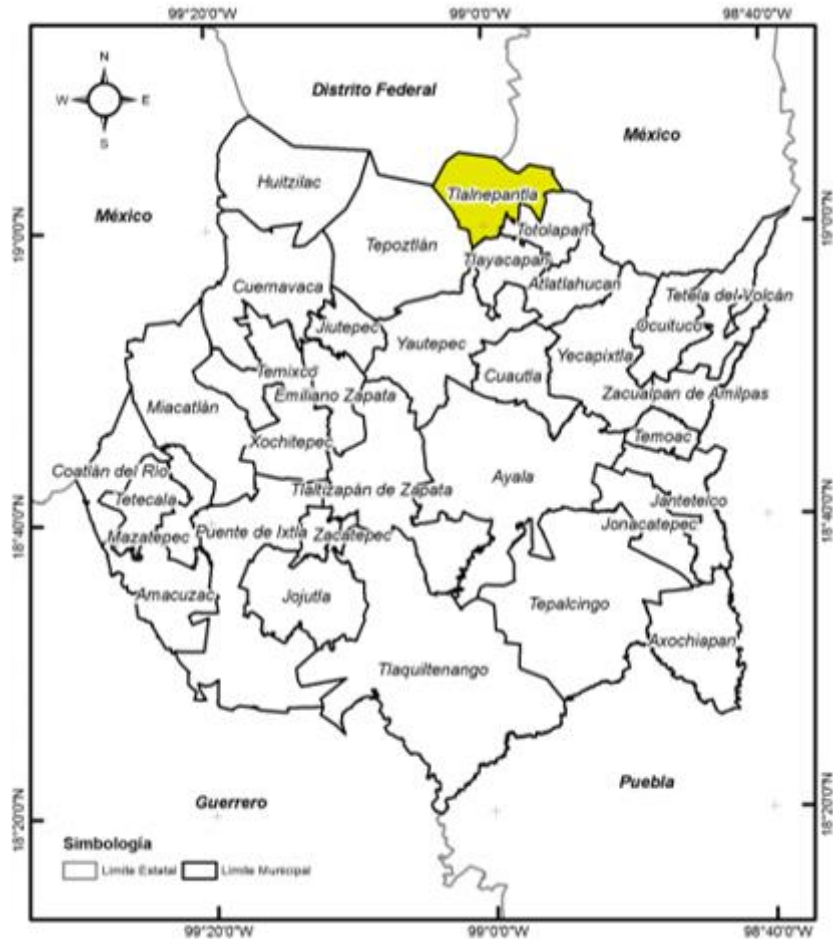 99°20'0"W 99°0'0"W 98°40'0"W
N
W E
S
Distrito Federal
México
Huitzilac
Tlalnepantla
México
19°0'0"N
19°0'0"N
Totolapan
Tepoztlán
Tlayacapan
Atlatlahucan
Cuernavaca
Tetela del Volcán
Jiutepec
Ocuituco
Yautepec
Yecapixtla
Temixco
Cuautla
Emiliano Zapata
Zacualpan de Amilpas
Miacatlán
Temoac
Xochitepec
Coatlán del Río
Ayala
Tlaltizapán de Zapata
Tetecala
Jantetelco
18°40'0"N
18°40'0"N
Jonacatepec
Mazatepec
Puente de Ixtla
Zacatepec
Amacuzac
Jojutla
Tepalcingo
Axochiapan
Tlaquiltenango
Puebla
Guerrero
18°20'0"N
18°20'0"N
Simbología
Limite Estatal Limite Municipal
99°20'0"W 99°0'0"W 98°40'0"W